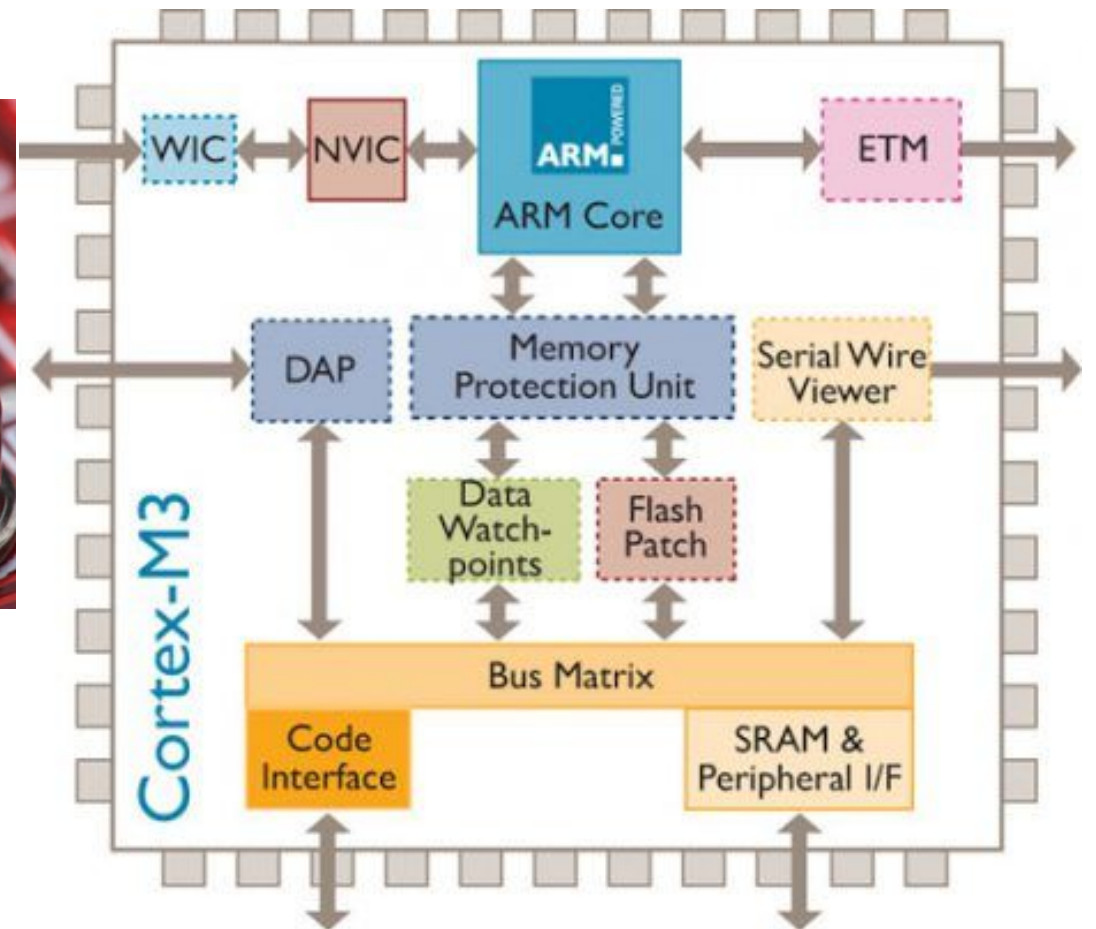 WIC
NVIC
ARM
POWERED
ARM Core
ETM
DAP
Memory
Protection Unit
Serial Wire
Viewer
Data
Watch-
points
Flash
Patch
Cortex-M3
Bus Matrix
Code
Interface
SRAM &
Peripheral I/F